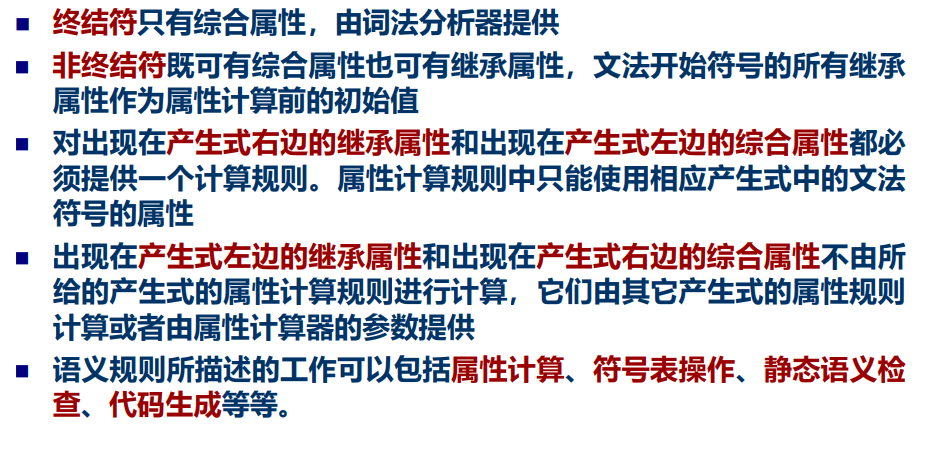 终结符只有综合属性，由词法分析器提供
非终结符既可有综合属性也可有继承属性，文法开始符号的所有继承
属性作为属性计算前的初始值
对出现在产生式右边的继承属性和出现在产生式左边的综合属性都必
须提供一个计算规则。属性计算规则中只能使用相应产生式中的文法
符号的属性
出现在产生式左边的继承属性和出现在产生式右边的综合属性不由所
给的产生式的属性计算规则进行计算，它们由其它产生式的属性规则
计算或者由属性计算器的参数提供
语义规则所描述的工作可以包括属性计算、符号表操作、静态语义检
查、代码生成等等。